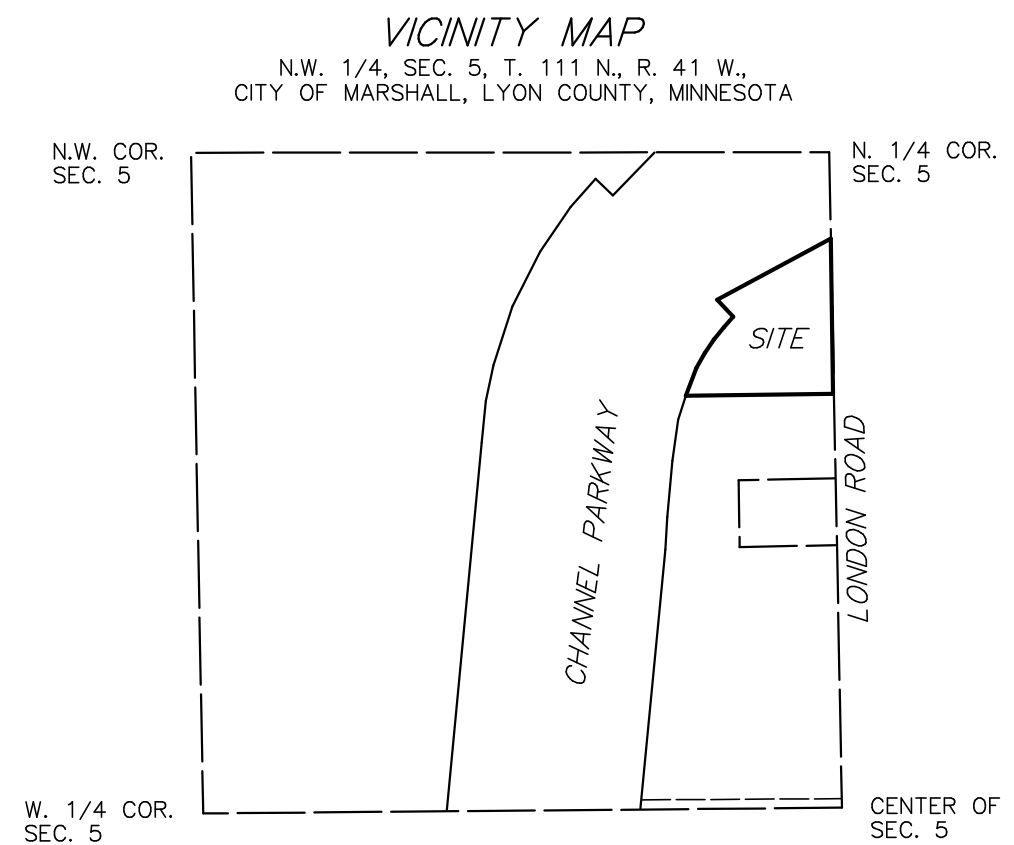 VICINITY MAP
N.W. 1/4, SEC. 5, T. 111 N., R. 41 W.,
CITY OF MARSHALL, LYON COUNTY, MINNESOTA
N.W. COR.
SEC. 5
N. 1/4 COR.
SEC. 5
SITE
CHANNEL PARKWAY
LONDON ROAD
W. 1/4 COR.
SEC. 5
CENTER OF
SEC. 5